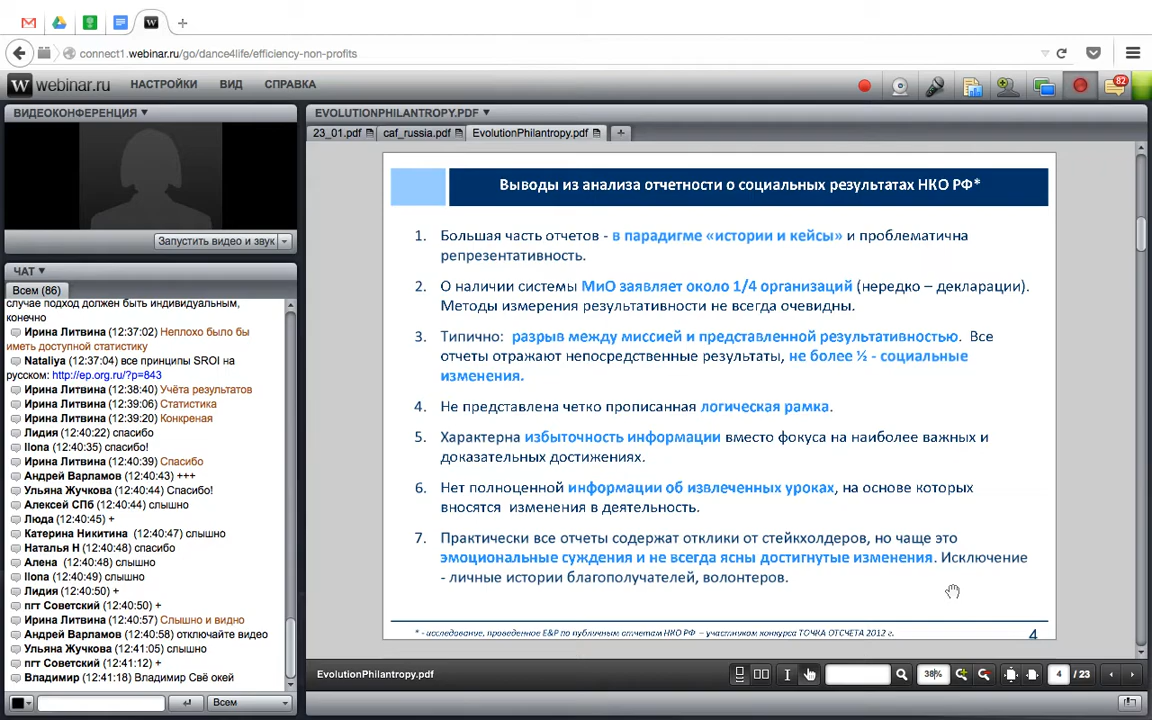 connect1.webinar.ru/go/dance4life/efficiency-non-profits
W webinar.ru НАСТРОЙКИ ВИД СПРАВКА
82
ВИДЕОКОНФЕРЕНЦИЯ
Запустить видео и звук
ЧАТ
Всем (86)
случае подход должен быть индивидуальным,
конечно
Ирина Литвина (12:37:02) Неплохо было бы
иметь доступной статистику
Nataliya (12:37:04) все принципы SROI на
русском: http://ep.org.ru/?p=843
Ирина Литвина (12:38:40) Учёта результатов
Ирина Литвина (12:39:06) Статистика
Ирина Литвина (12:39:20) Конкреная
Лидия (12:40:22) спасибо
Ilona (12:40:35) спасибо!
Ирина Литвина (12:40:39) Спасибо
Андрей Варламов (12:40:43) +++
Ульяна Жучкова (12:40:44) Спасибо!
Алексей СПб (12:40:44) слышно
Люда (12:40:45) +
Катерина Никитина (12:40:47) слышно
Наталья Н (12:40:48) спасибо
Алена (12:40:48) слышно
Ilona (12:40:49) слышно
Лидия (12:40:50) +
пгт Советский (12:40:50) +
Ирина Литвина (12:40:57) Слышно и видно
Андрей Варламов (12:40:58) отключайте видео
Ульяна Жучкова (12:41:05) слышно
пгт Советский (12:41:12) +
Владимир (12:41:18) Владимир Своё окей
Всем
EVOLUTIONPHILANTROPY.PDF
23_01.pdf caf_russia.pdf EvolutionPhilantropy.pdf +
Выводы из анализа отчетности о социальных результатах НКО РФ*
1. Большая часть отчетов - в парадигме «истории и кейсы» и проблематична
репрезентативность.
2. О наличии системы МиО заявляет около 1/4 организаций (нередко – декларации).
Методы измерения результативности не всегда очевидны.
3. Типично: разрыв между миссией и представленной результативностью. Все
отчеты отражают непосредственные результаты, не более ½ - социальные
изменения.
4. Не представлена четко прописанная логическая рамка.
5. Характерна избыточность информации вместо фокуса на наиболее важных и
доказательных достижениях.
6. Нет полноценной информации об извлеченных уроках, на основе которых
вносятся изменения в деятельность.
7. Практически все отчеты содержат отклики от стейкхолдеров, но чаще это
эмоциональные суждения и не всегда ясны достигнутые изменения. Исключение
- личные истории благополучателей, волонтеров.
* - исследование, проведенное E&P по публичным отчетам НКО РФ – участникам конкурса ТОЧКА ОТСЧЕТА 2012 г.
4
EvolutionPhilantropy.pdf
38%
4 / 23